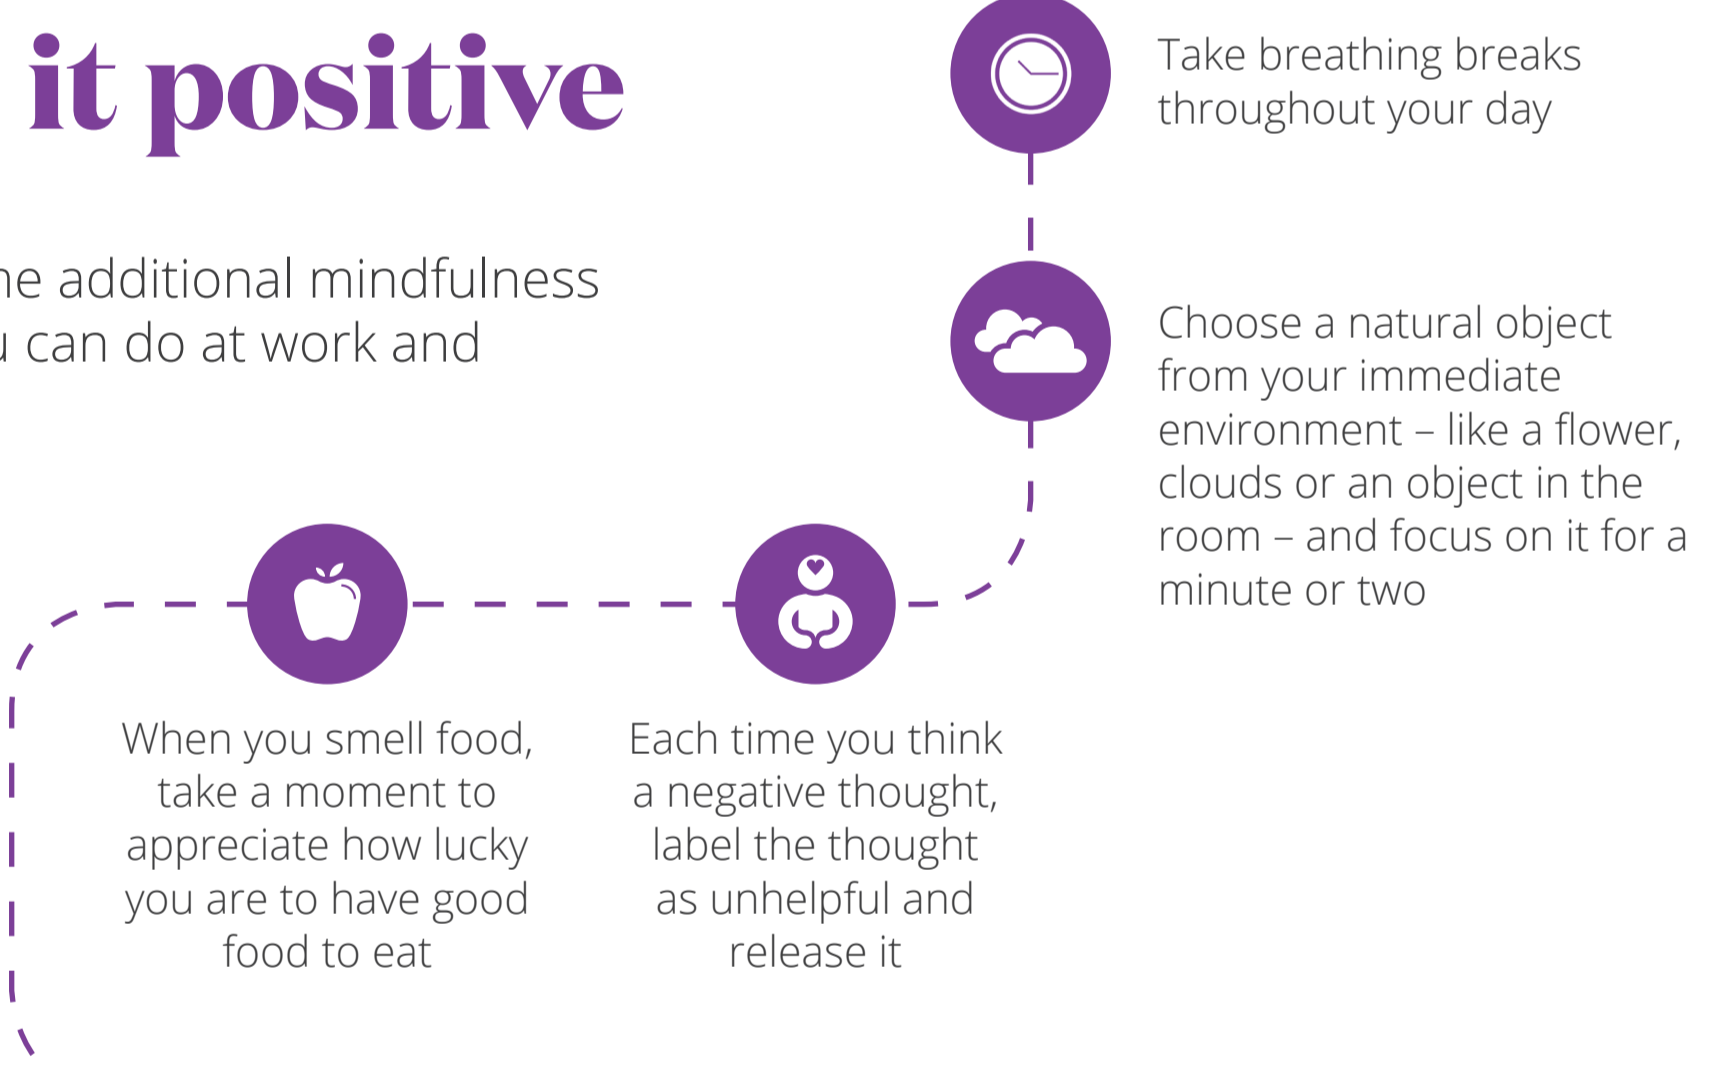 it positive
additional mindfulness
can do at work and
Take breathing breaks
throughout your day
Choose a natural object
from your immediate
environment – like a flower,
clouds or an object in the
room – and focus on it for a
minute or two
Each time you think
a negative thought,
label the thought
as unhelpful and
release it
When you smell food,
take a moment to
appreciate how lucky
you are to have good
food to eat